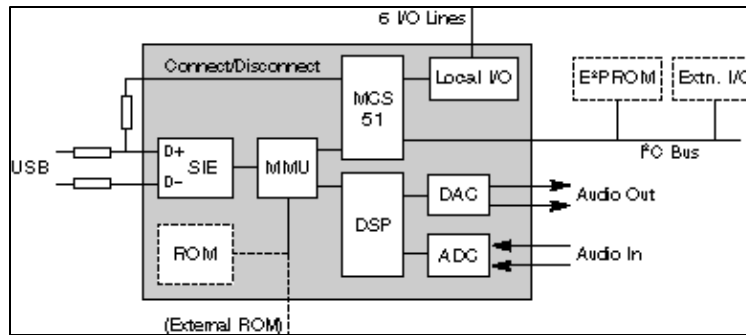 6 I/O Lines
Connect/Disconnect
MCS
51
Local I/O
E²PROM
Extn. I/O
USB
D+
D-
SIE
MMU
I²C Bus
DSP
DAC
Audio Out
ROM
ADC
Audio In
(External ROM)